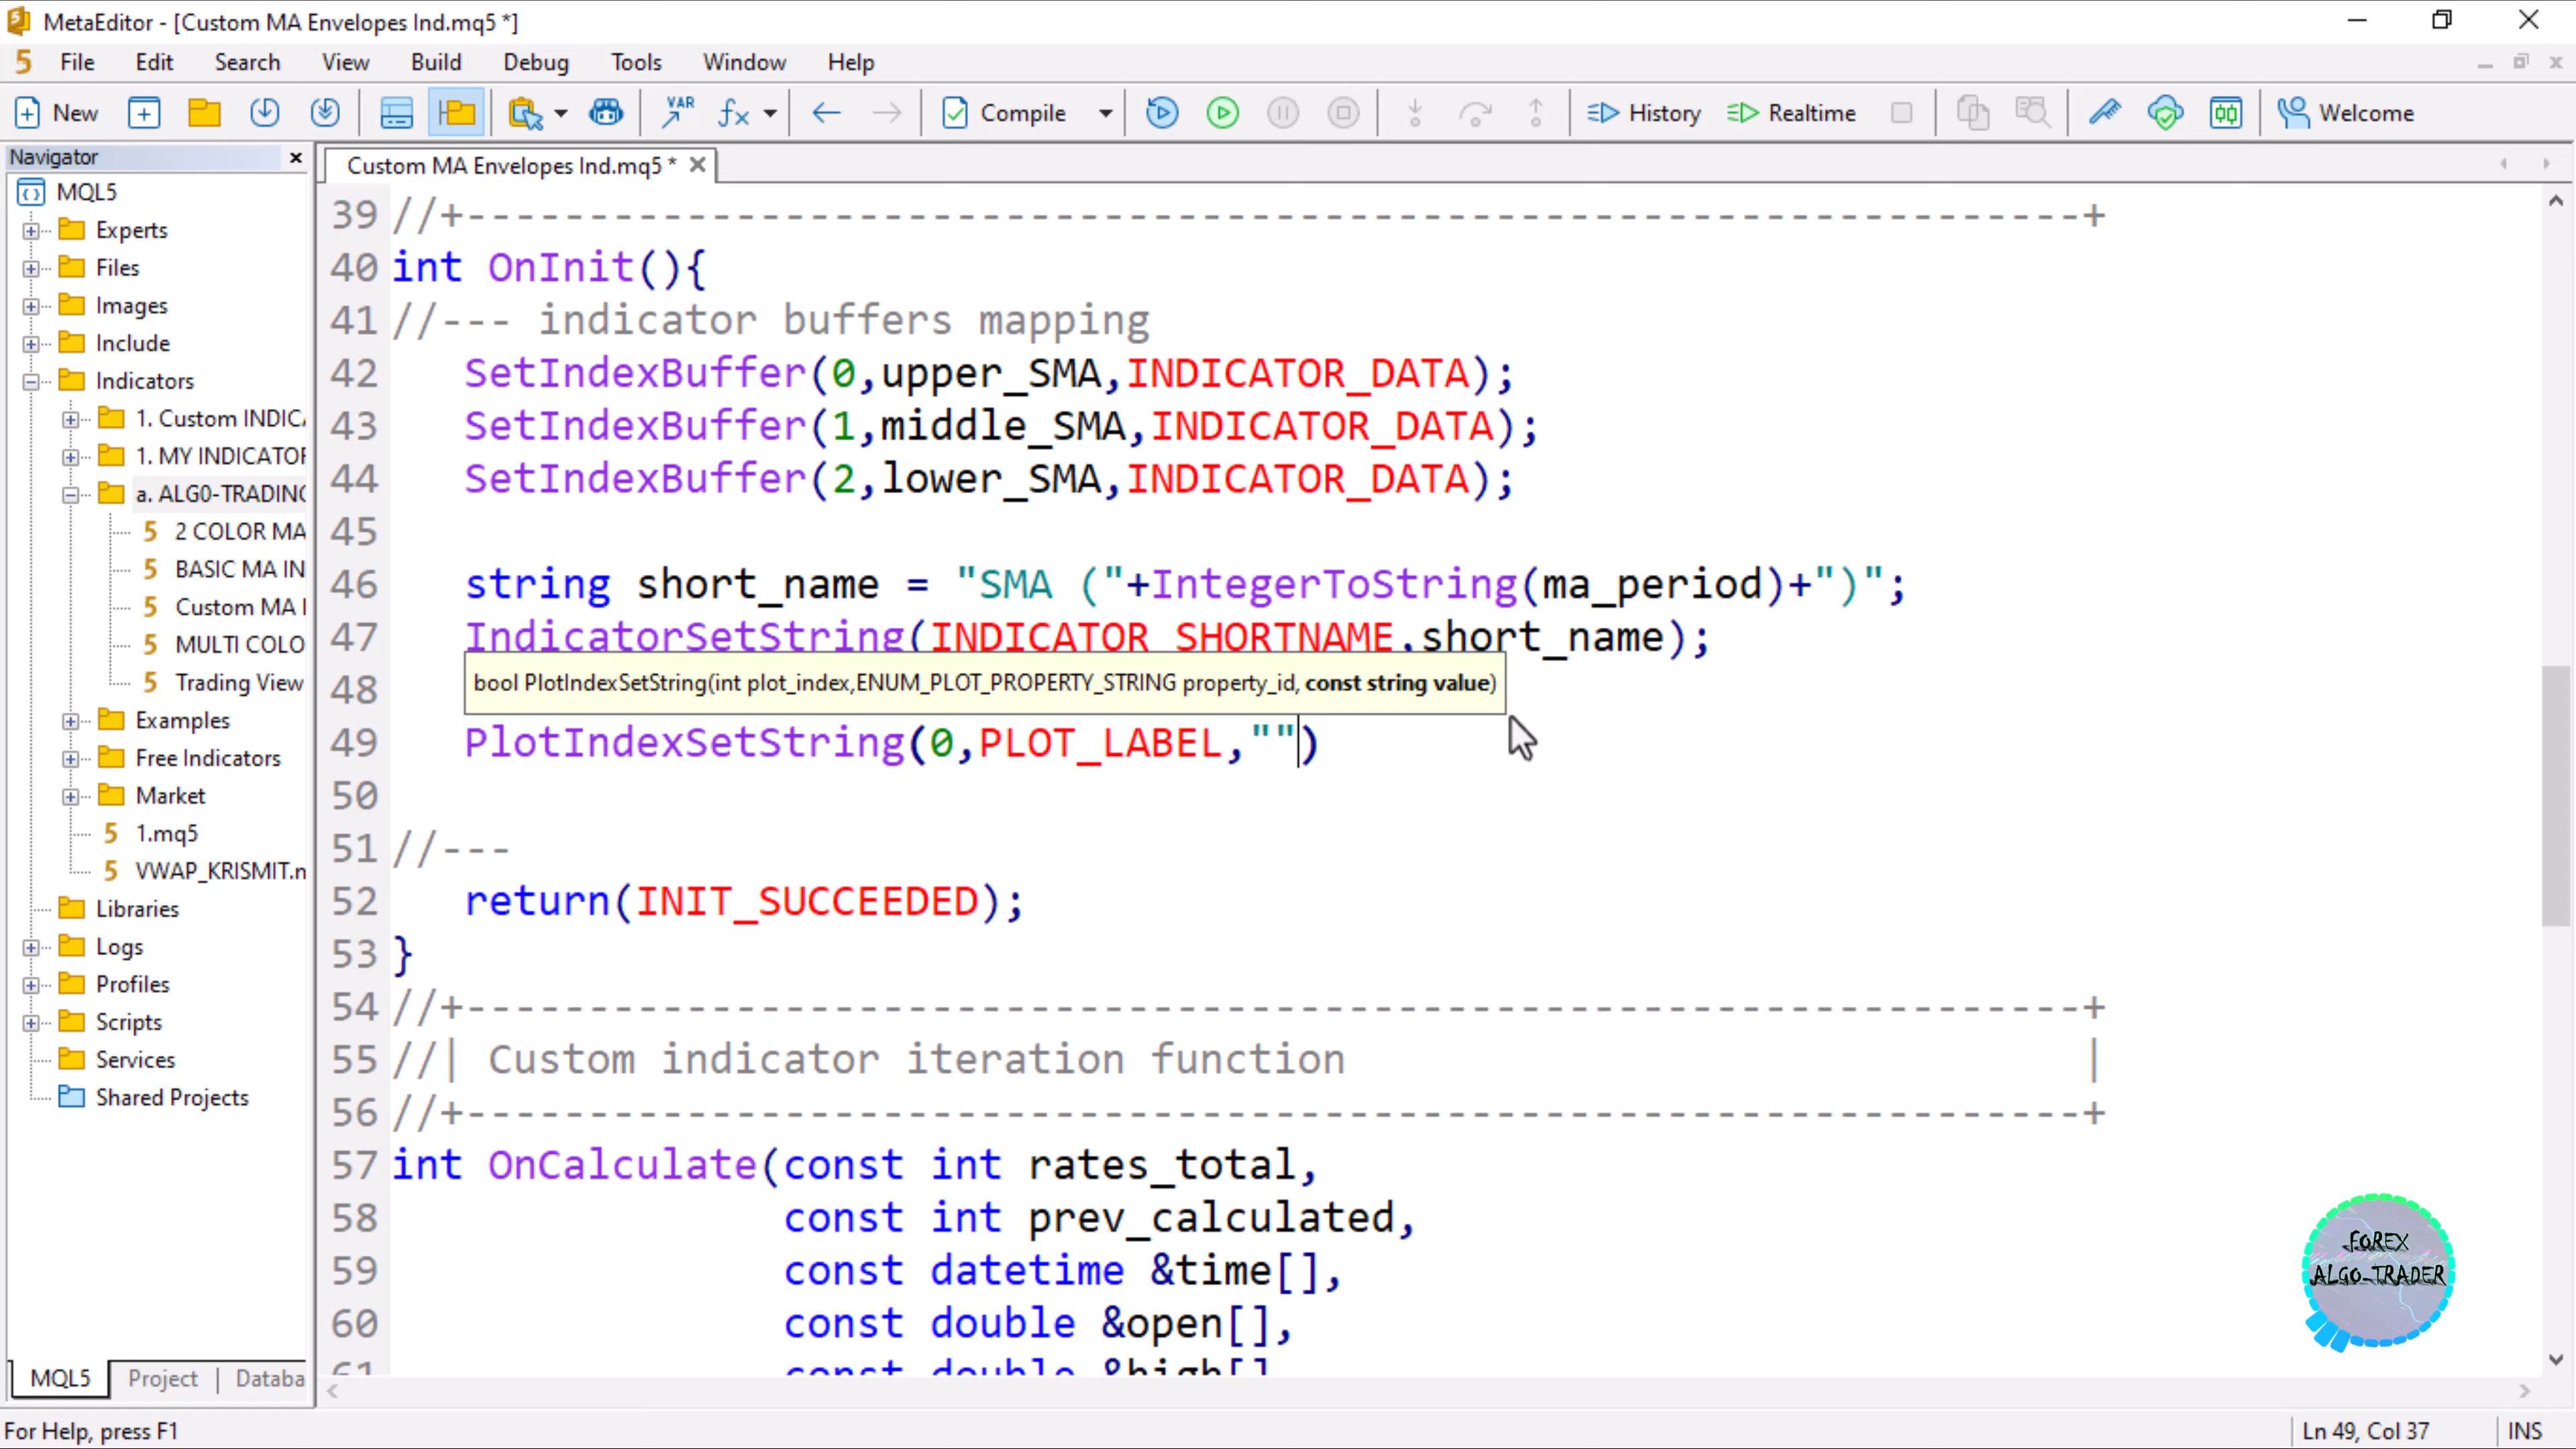 MetaEditor - [Custom MA Envelopes Ind.mq5 *]
File Edit Search View Build Debug Tools Window Help
New VAR Compile History Realtime Welcome
Navigator
Custom MA Envelopes Ind.mq5 *
MQL5
Experts
Files
Images
Include
Indicators
1. Custom INDIC
1. MY INDICATOR
a. ALG0-TRADING
2 COLOR MA
BASIC MA IN
Custom MA
MULTI COLO
Trading View
Examples
Free Indicators
Market
1.mq5
VWAP_KRISMIT.m
Libraries
Logs
Profiles
Scripts
Services
Shared Projects
MQL5 Project Databa
39 //+------------------------------------------------------------------+
40 int OnInit(){
41 //--- indicator buffers mapping
42 SetIndexBuffer(0,upper_SMA,INDICATOR_DATA);
43 SetIndexBuffer(1,middle_SMA,INDICATOR_DATA);
44 SetIndexBuffer(2,lower_SMA,INDICATOR_DATA);
45
46 string short_name = "SMA ("+IntegerToString(ma_period)+")";
47 IndicatorSetString(INDICATOR_SHORTNAME,short_name);
48
bool PlotIndexSetString(int plot_index,ENUM_PLOT_PROPERTY_STRING property_id, const string value)
49 PlotIndexSetString(0,PLOT_LABEL,"")
50
51 //---
52 return(INIT_SUCCEEDED);
53 }
54 //+------------------------------------------------------------------+
55 //| Custom indicator iteration function |
56 //+------------------------------------------------------------------+
57 int OnCalculate(const int rates_total,
58 const int prev_calculated,
59 const datetime &time[],
60 const double &open[],
61 const double &high[]
FOREX
ALGO-TRADER
For Help, press F1
Ln 49, Col 37 INS